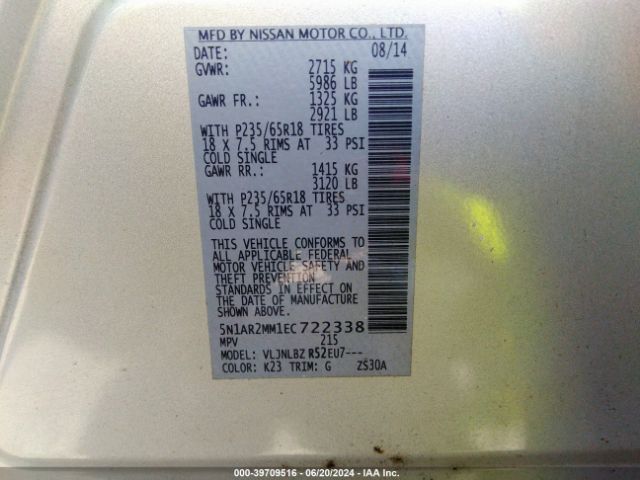 MFD BY NISSAN MOTOR CO., LTD.
DATE: 08/14
GVWR: 2715 KG
5986 LB
GAWR FR.: 1325 KG
2921 LB
WITH P235/65R18 TIRES
18 X 7.5 RIMS AT 33 PSI
COLD SINGLE
GAWR RR.: 1415 KG
3120 LB
WITH P235/65R18 TIRES
18 X 7.5 RIMS AT 33 PSI
COLD SINGLE
THIS VEHICLE CONFORMS TO
ALL APPLICABLE FEDERAL
MOTOR VEHICLE SAFETY AND
THEFT PREVENTION
STANDARDS IN EFFECT ON
THE DATE OF MANUFACTURE
SHOWN ABOVE.
5N1AR2MM1EC722338
MPV 215
MODEL: VLJNLBZ R52EU7---
COLOR: K23 TRIM: G ZS30A
000-39709516 - 06/20/2024 - IAA Inc.